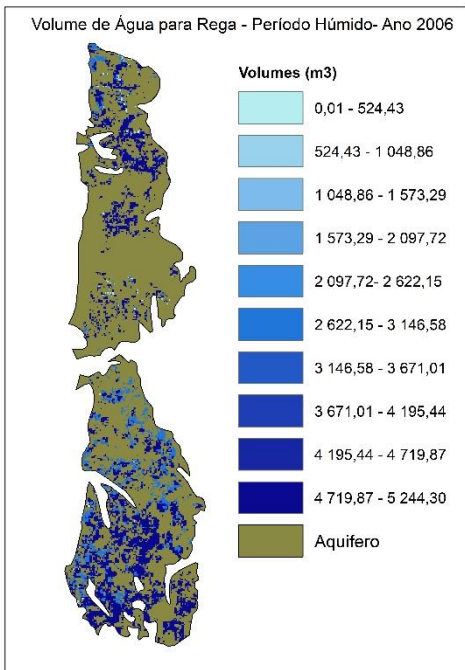 Volume de Água para Rega - Período Húmido- Ano 2006
Volumes (m3)
0,01 - 524,43
524,43 - 1 048,86
1 048,86 - 1 573,29
1 573,29 - 2 097,72
2 097,72- 2 622,15
2 622,15 - 3 146,58
3 146,58 - 3 671,01
3 671,01 - 4 195,44
4 195,44 - 4 719,87
4 719,87 - 5 244,30
Aquifero